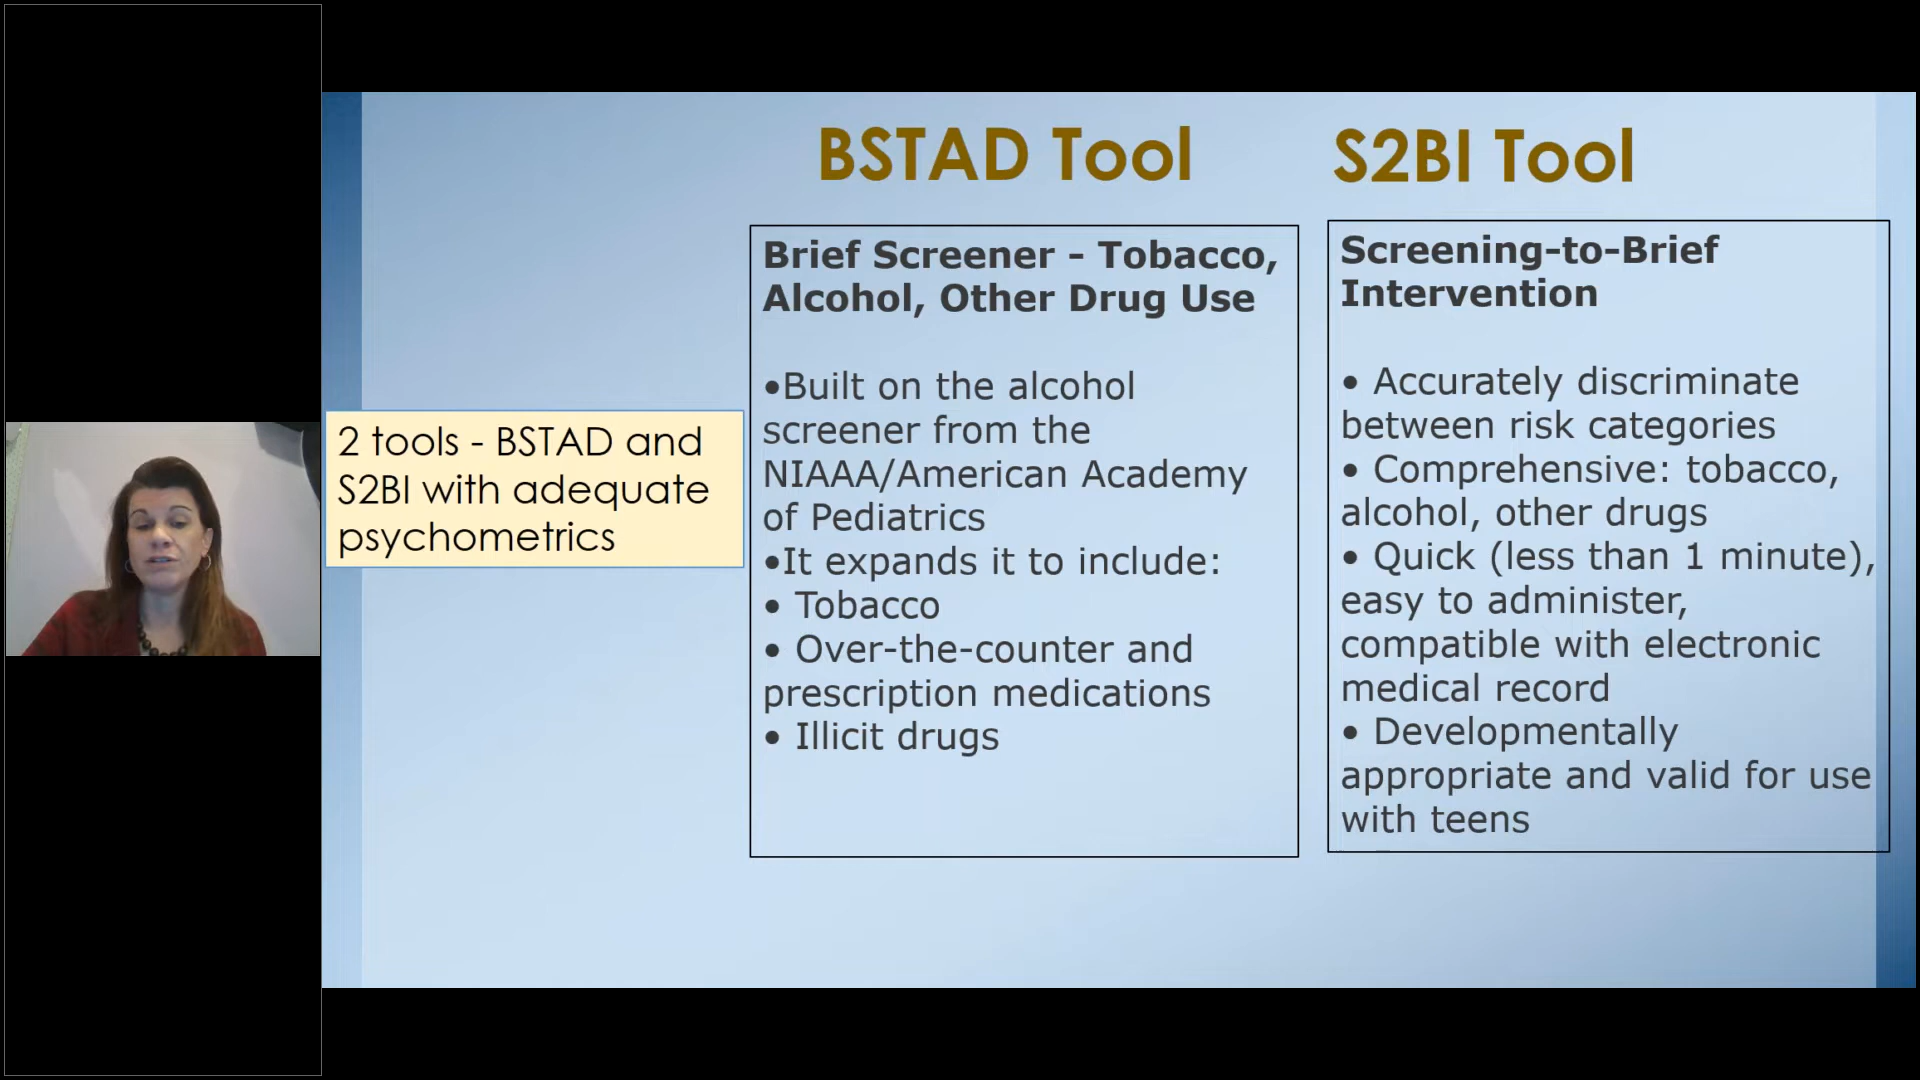 BSTAD Tool
S2BI Tool
2 tools - BSTAD and
S2BI with adequate
psychometrics
Brief Screener - Tobacco,
Alcohol, Other Drug Use
•Built on the alcohol
screener from the
NIAAA/American Academy
of Pediatrics
•It expands it to include:
• Tobacco
• Over-the-counter and
prescription medications
• Illicit drugs
Screening-to-Brief
Intervention
• Accurately discriminate
between risk categories
• Comprehensive: tobacco,
alcohol, other drugs
• Quick (less than 1 minute),
easy to administer,
compatible with electronic
medical record
• Developmentally
appropriate and valid for use
with teens